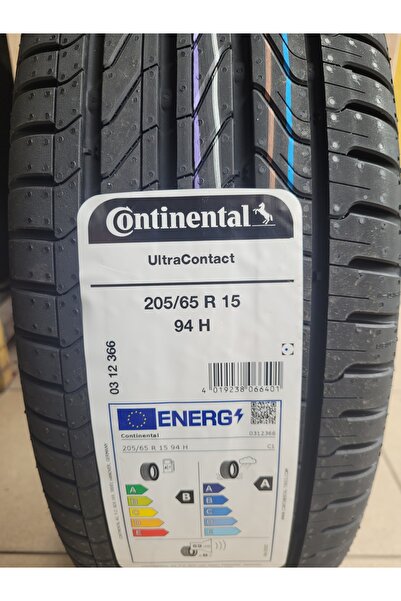 Continental
UltraContact
205/65 R 15
94 H
03 12 366
4 019238 066401
ENERG
Continental
0312366
205/65 R 15 94 H
C1
A
B
C
D
E
B
A
B
C
D
E
A